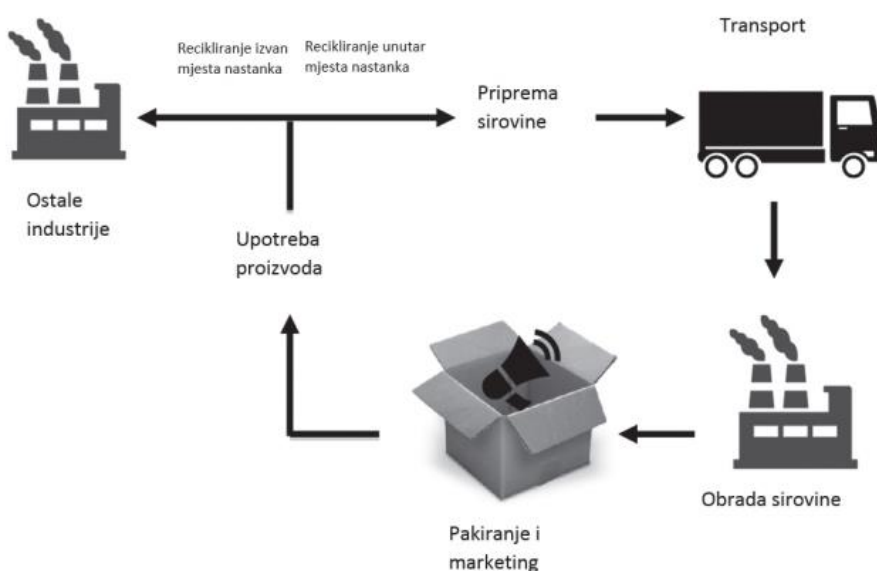 Transport
Recikliranje izvan
mjesta nastanka
Recikliranje unutar
mjesta nastanka
Priprema
sirovine
Ostale
industrije
Upotreba
proizvoda
Obrada sirovine
Pakiranje i
marketing